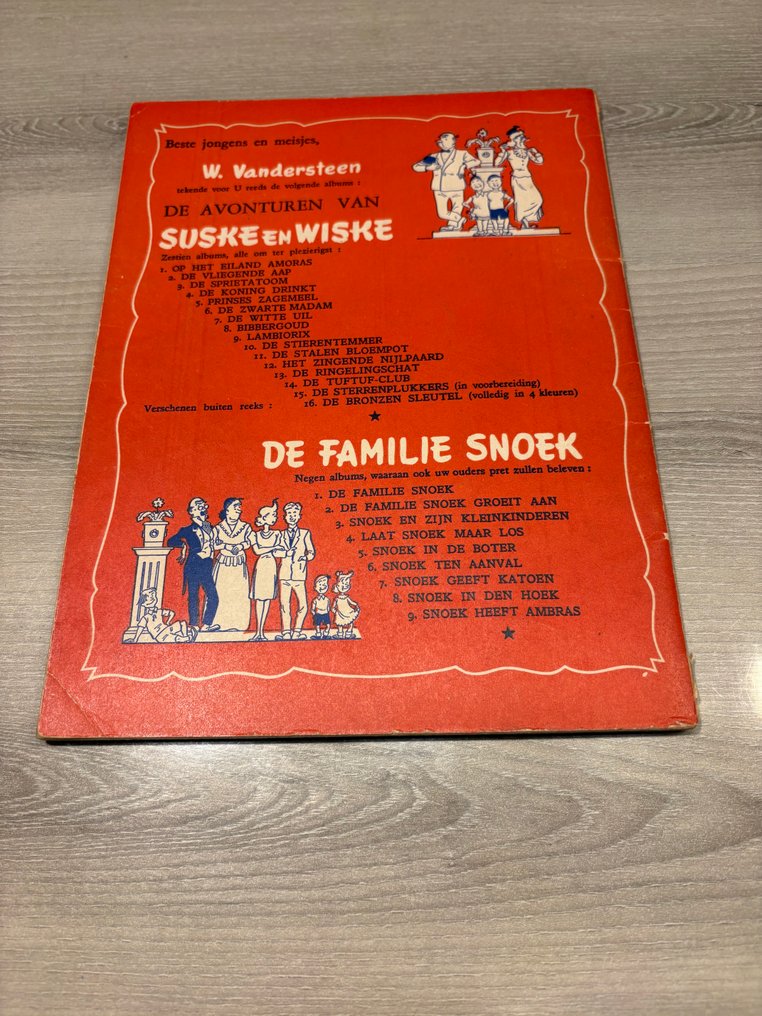 Beste jongens en meisjes,
W. Vandersteen
tekende voor U reeds de volgende albums :
DE AVONTUREN VAN
SUSKE EN WISKE
Zestien albums, alle om ter plezierigst :
1. OP HET EILAND AMORAS
2. DE VLIEGENDE AAP
3. DE SPRIETATOOM
4. DE KONING DRINKT
5. PRINSES ZAGEMEEL
6. DE ZWARTE MADAM
7. DE WITTE UIL
8. BIBBERGOUD
9. LAMBIORIX
10. DE STIERENTEMMER
11. DE STALEN BLOEMPOT
12. HET ZINGENDE NIJLPAARD
13. DE RINGELINGSCHAT
14. DE TUFTUF-CLUB
15. DE STERRENPLUKKERS (in voorbereiding)
Verschenen buiten reeks : 16. DE BRONZEN SLEUTEL (volledig in 4 kleuren)
DE FAMILIE SNOEK
Negen albums, waaraan ook uw ouders pret zullen beleven :
1. DE FAMILIE SNOEK
2. DE FAMILIE SNOEK GROEIT AAN
3. SNOEK EN ZIJN KLEINKINDEREN
4. LAAT SNOEK MAAR LOS
5. SNOEK IN DE BOTER
6. SNOEK TEN AANVAL
7. SNOEK GEEFT KATOEN
8. SNOEK IN DEN HOEK
9. SNOEK HEEFT AMBRAS